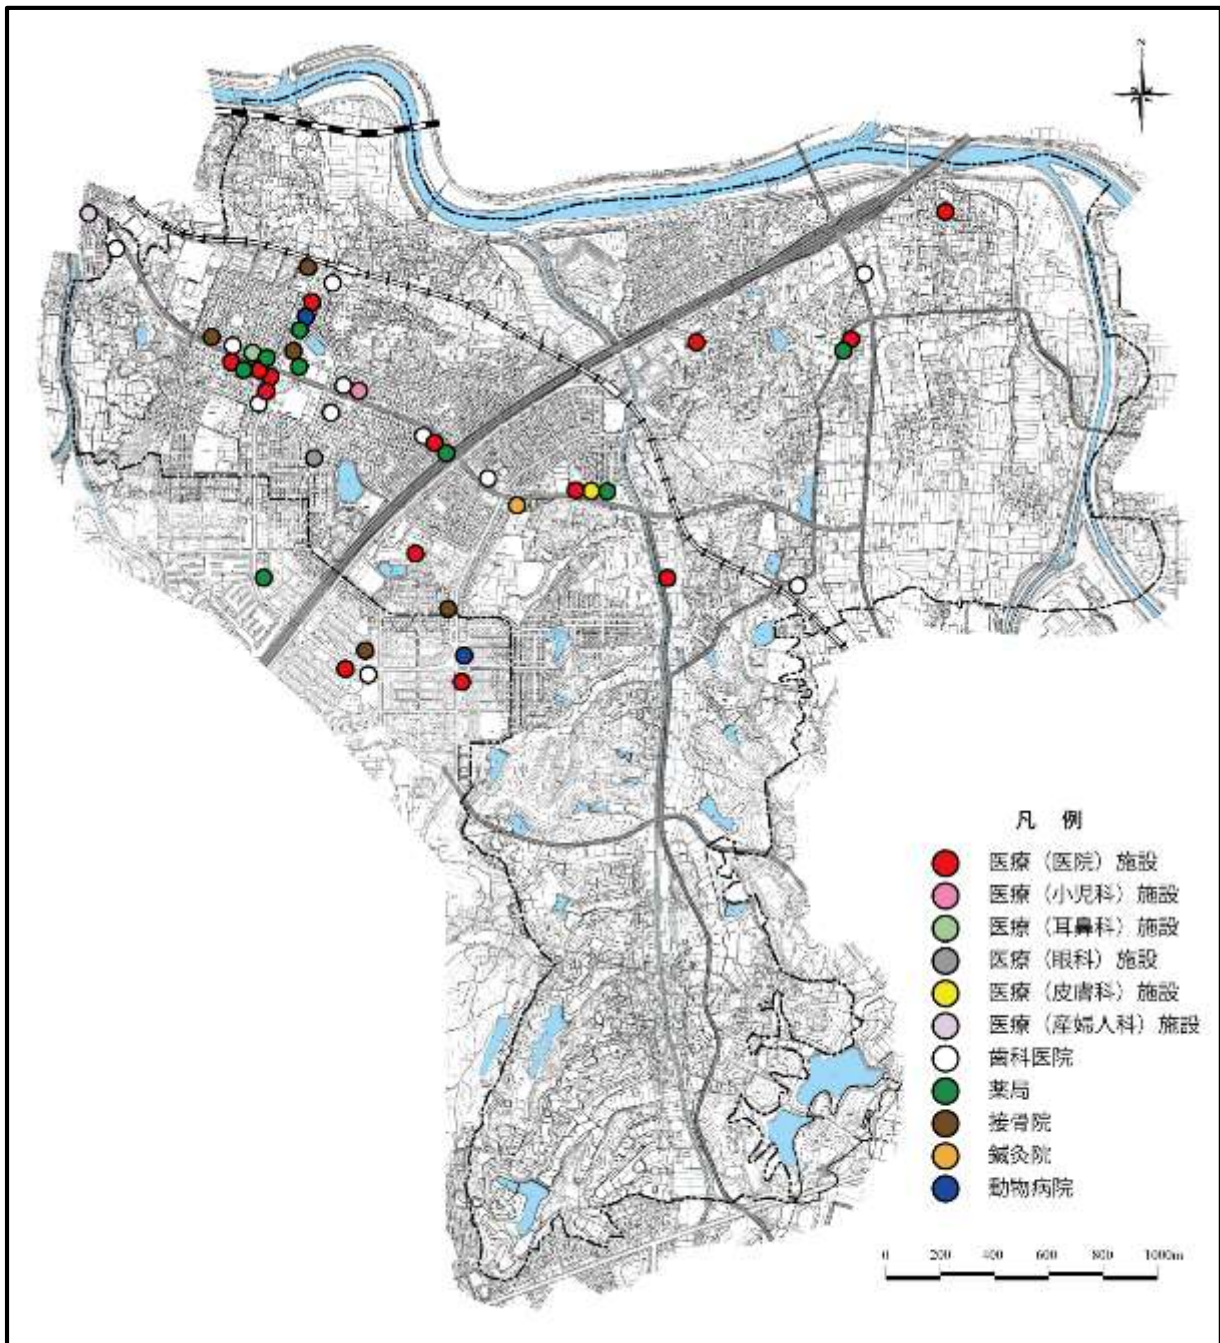 N
凡 例
医療（医院）施設
医療（小児科）施設
医療（耳鼻科）施設
医療（眼科）施設
医療（皮膚科）施設
医療（産婦人科）施設
歯科医院
薬局
接骨院
鍼灸院
動物病院
0 200 400 600 800 1000m